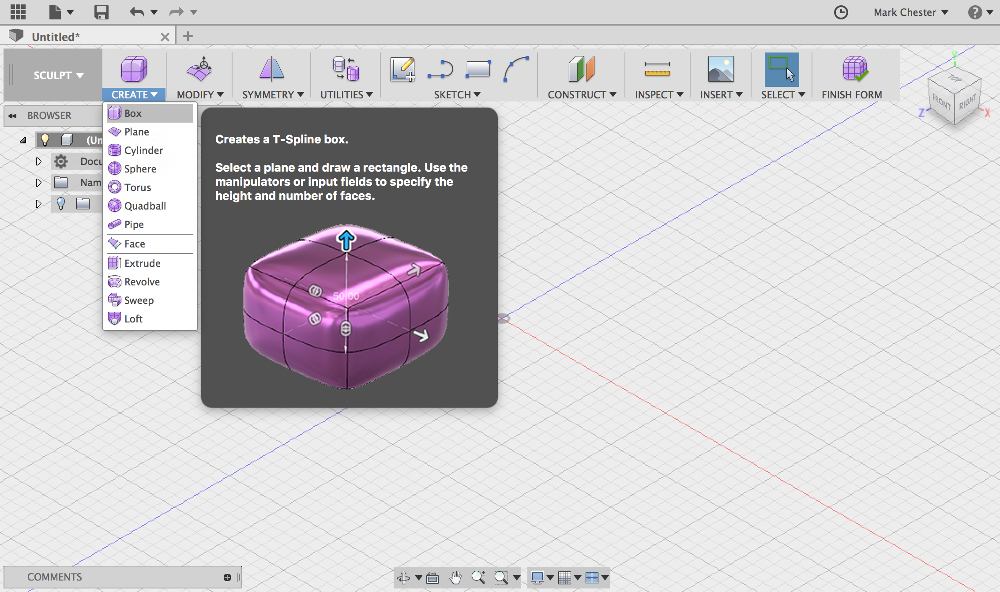 Mark Chester
?
Untitled*
SCULPT
CREATE
MODIFY
SYMMETRY
UTILITIES
SKETCH
CONSTRUCT
INSPECT
INSERT
SELECT
FINISH FORM
Y
TOP
FRONT
RIGHT
Z
X
BROWSER
(Un
Docu
Nam
Box
Plane
Cylinder
Sphere
Torus
Quadball
Pipe
Face
Extrude
Revolve
Sweep
Loft
Creates a T-Spline box.
Select a plane and draw a rectangle. Use the
manipulators or input fields to specify the
height and number of faces.
50.00
COMMENTS